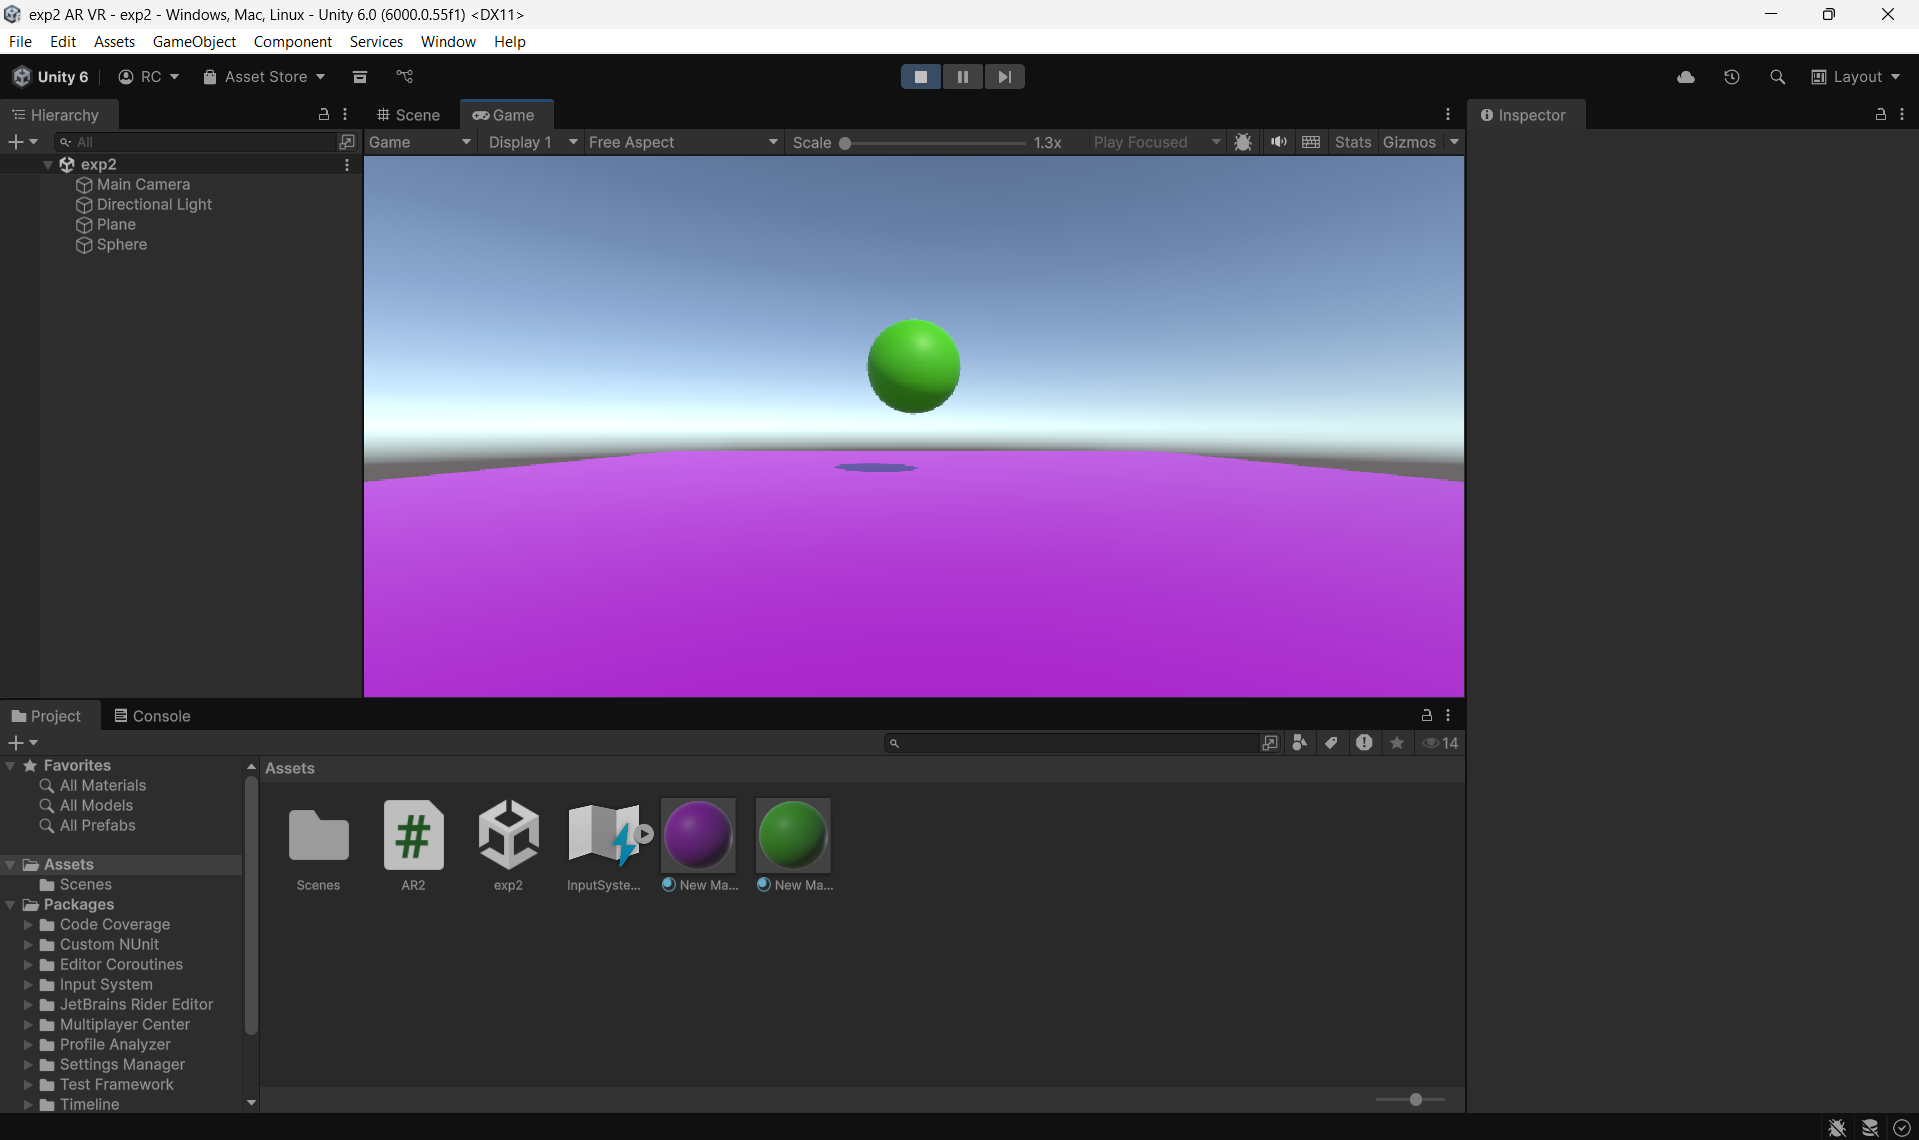 exp2 AR VR - exp2 - Windows, Mac, Linux - Unity 6.0 (6000.0.55f1) <DX11>
File Edit Assets GameObject Component Services Window Help
Unity 6 RC Asset Store Layout
Hierarchy
All
exp2
Main Camera
Directional Light
Plane
Sphere
Scene Game
Game Display 1 Free Aspect Scale 1.3x Play Focused Stats Gizmos
Inspector
Project Console
14
Favorites
All Materials
All Models
All Prefabs
Assets
Scenes
Packages
Code Coverage
Custom NUnit
Editor Coroutines
Input System
JetBrains Rider Editor
Multiplayer Center
Profile Analyzer
Settings Manager
Test Framework
Timeline
Assets
Scenes AR2 exp2 InputSyste... New Ma... New Ma...